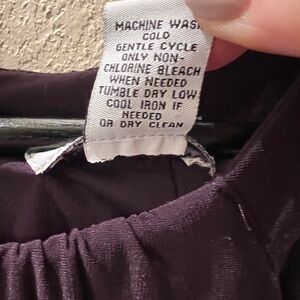 MACHINE WASH
COLD
GENTLE CYCLE
ONLY NON-
CHLORINE BLEACH
WHEN NEEDED
TUMBLE DRY LOW
COOL IRON IF
NEEDED
OR DRY CLEAN